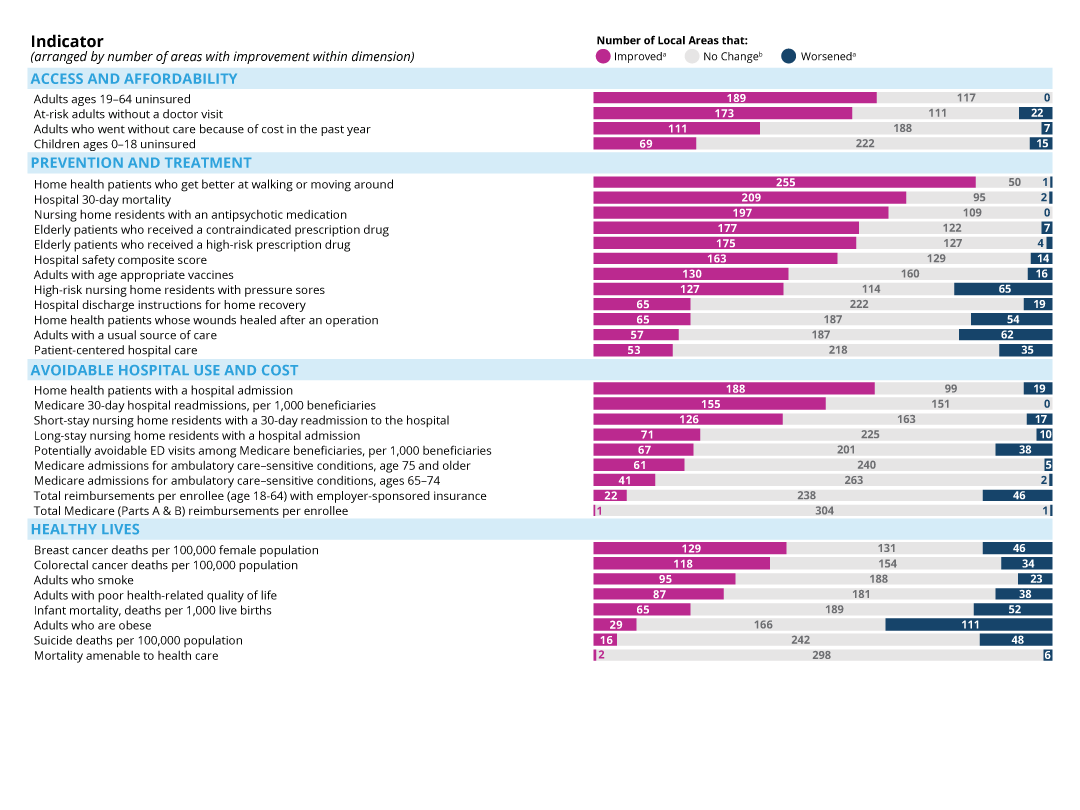 Indicator
(arranged by number of areas with improvement within dimension)
Number of Local Areas that:
Improvedᵃ No Changeᵇ Worsenedᵃ
ACCESS AND AFFORDABILITY
Adults ages 19–64 uninsured 189 117 0
At-risk adults without a doctor visit 173 111 22
Adults who went without care because of cost in the past year 111 188 7
Children ages 0–18 uninsured 69 222 15
PREVENTION AND TREATMENT
Home health patients who get better at walking or moving around 255 50 1
Hospital 30-day mortality 209 95 2
Nursing home residents with an antipsychotic medication 197 109 0
Elderly patients who received a contraindicated prescription drug 177 122 7
Elderly patients who received a high-risk prescription drug 175 127 4
Hospital safety composite score 163 129 14
Adults with age appropriate vaccines 130 160 16
High-risk nursing home residents with pressure sores 127 114 65
Hospital discharge instructions for home recovery 65 222 19
Home health patients whose wounds healed after an operation 65 187 54
Adults with a usual source of care 57 187 62
Patient-centered hospital care 53 218 35
AVOIDABLE HOSPITAL USE AND COST
Home health patients with a hospital admission 188 99 19
Medicare 30-day hospital readmissions, per 1,000 beneficiaries 155 151 0
Short-stay nursing home residents with a 30-day readmission to the hospital 126 163 17
Long-stay nursing home residents with a hospital admission 71 225 10
Potentially avoidable ED visits among Medicare beneficiaries, per 1,000 beneficiaries 67 201 38
Medicare admissions for ambulatory care–sensitive conditions, age 75 and older 61 240 5
Medicare admissions for ambulatory care–sensitive conditions, ages 65–74 41 263 2
Total reimbursements per enrollee (age 18-64) with employer-sponsored insurance 22 238 46
Total Medicare (Parts A & B) reimbursements per enrollee 1 304 1
HEALTHY LIVES
Breast cancer deaths per 100,000 female population 129 131 46
Colorectal cancer deaths per 100,000 population 118 154 34
Adults who smoke 95 188 23
Adults with poor health-related quality of life 87 181 38
Infant mortality, deaths per 1,000 live births 65 189 52
Adults who are obese 29 166 111
Suicide deaths per 100,000 population 16 242 48
Mortality amenable to health care 2 298 6